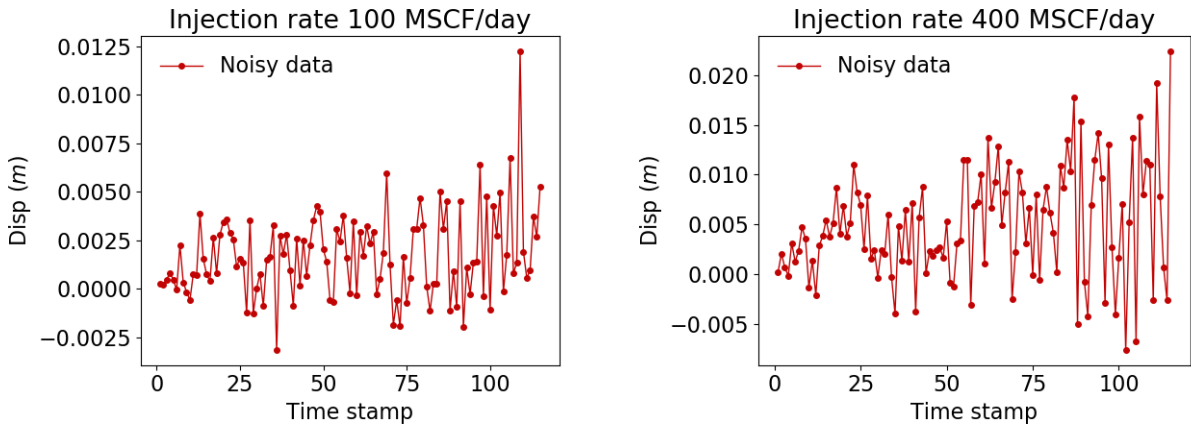 Injection rate 100 MSCF/day
0.0125
0.0100
0.0075
0.0050
0.0025
0.0000
−0.0025
Disp (m)
Noisy data
0
25
50
75
100
Time stamp
Injection rate 400 MSCF/day
0.020
0.015
0.010
0.005
0.000
−0.005
Disp (m)
Noisy data
0
25
50
75
100
Time stamp